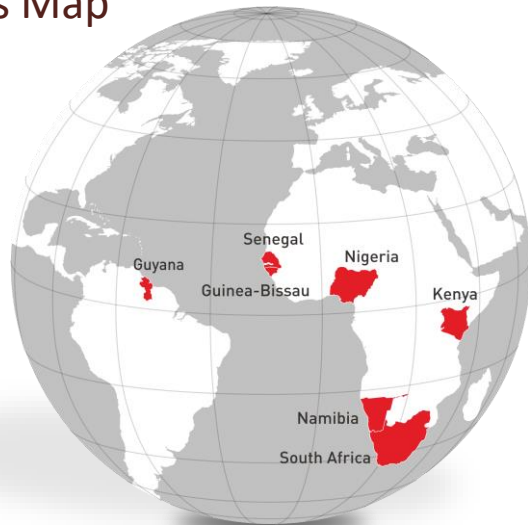 s Map
Senegal
Guyana
Nigeria
Guinea-Bissau
Kenya
Namibia
South Africa